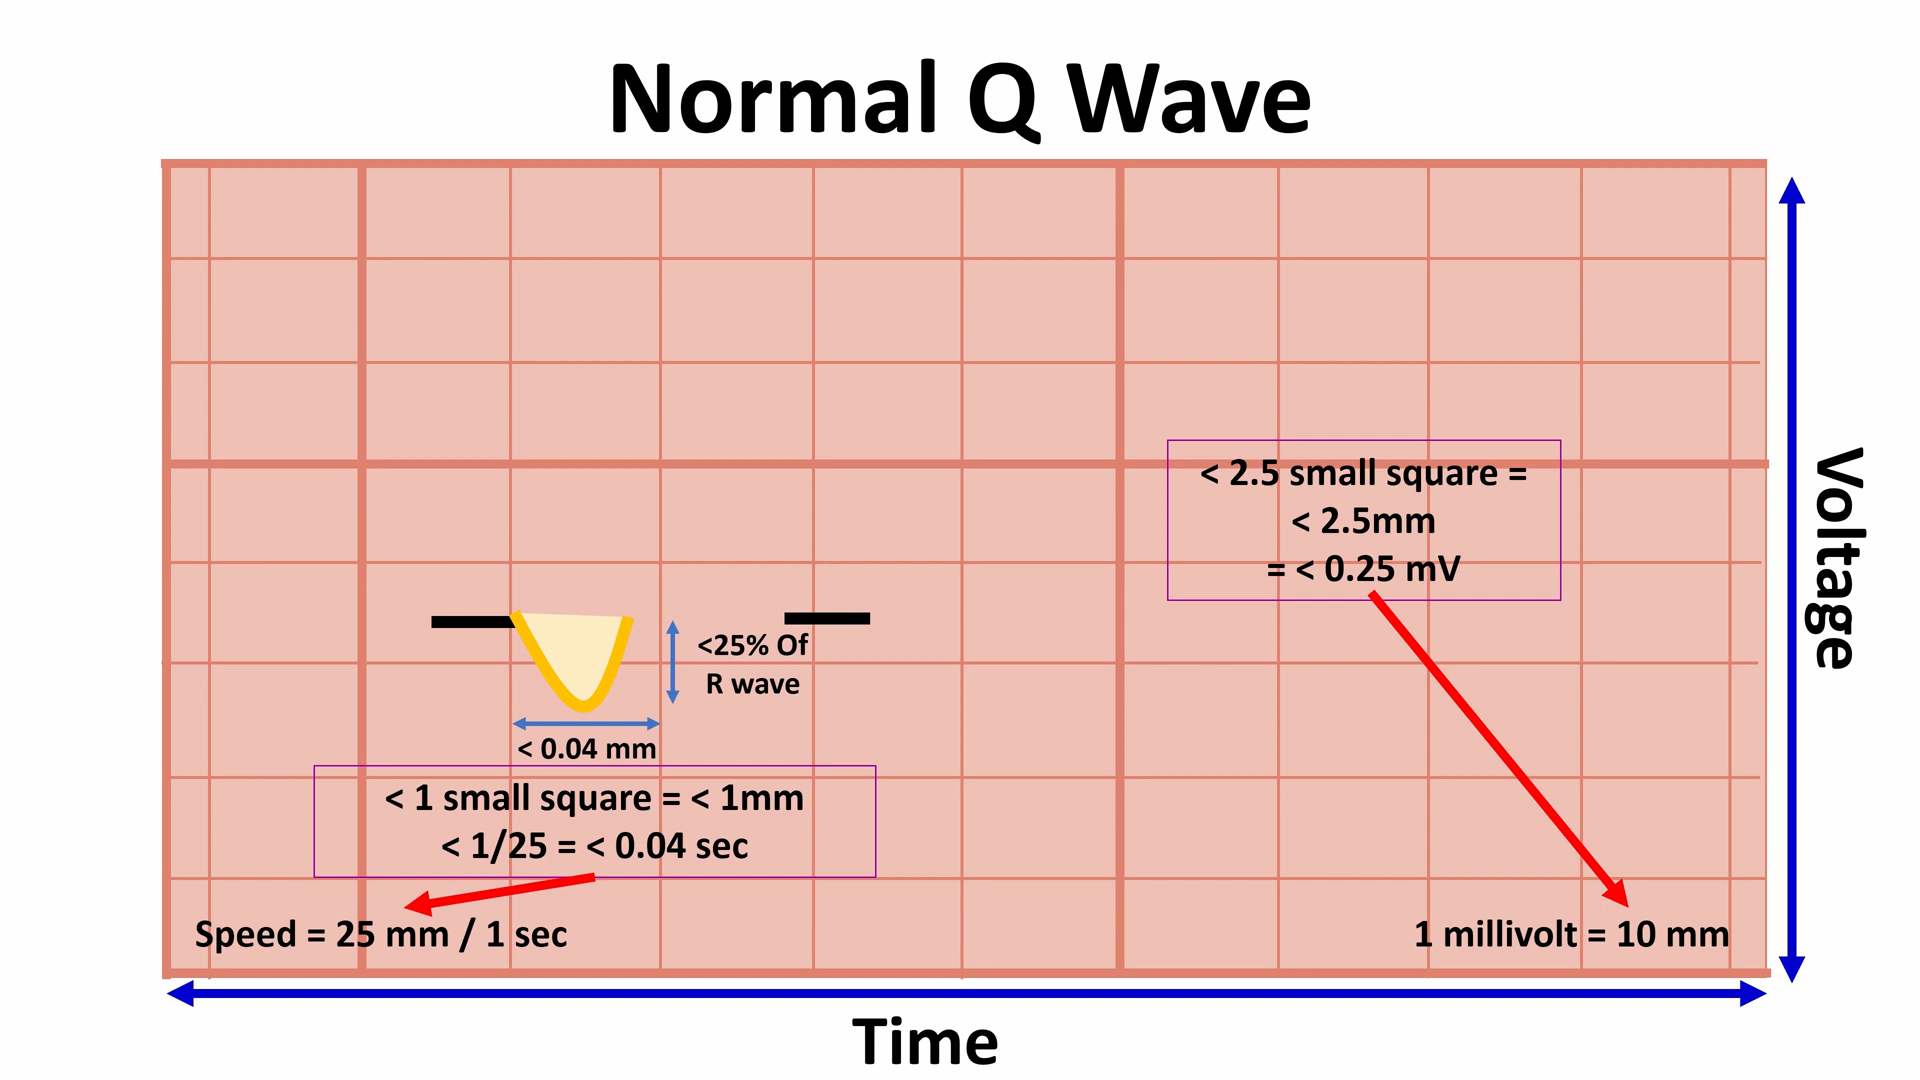 Normal Q Wave
< 2.5 small square =
< 2.5mm
= < 0.25 mV
<25% Of
R wave
< 0.04 mm
< 1 small square = < 1mm
< 1/25 = < 0.04 sec
Speed = 25 mm / 1 sec
1 millivolt = 10 mm
Voltage
Time